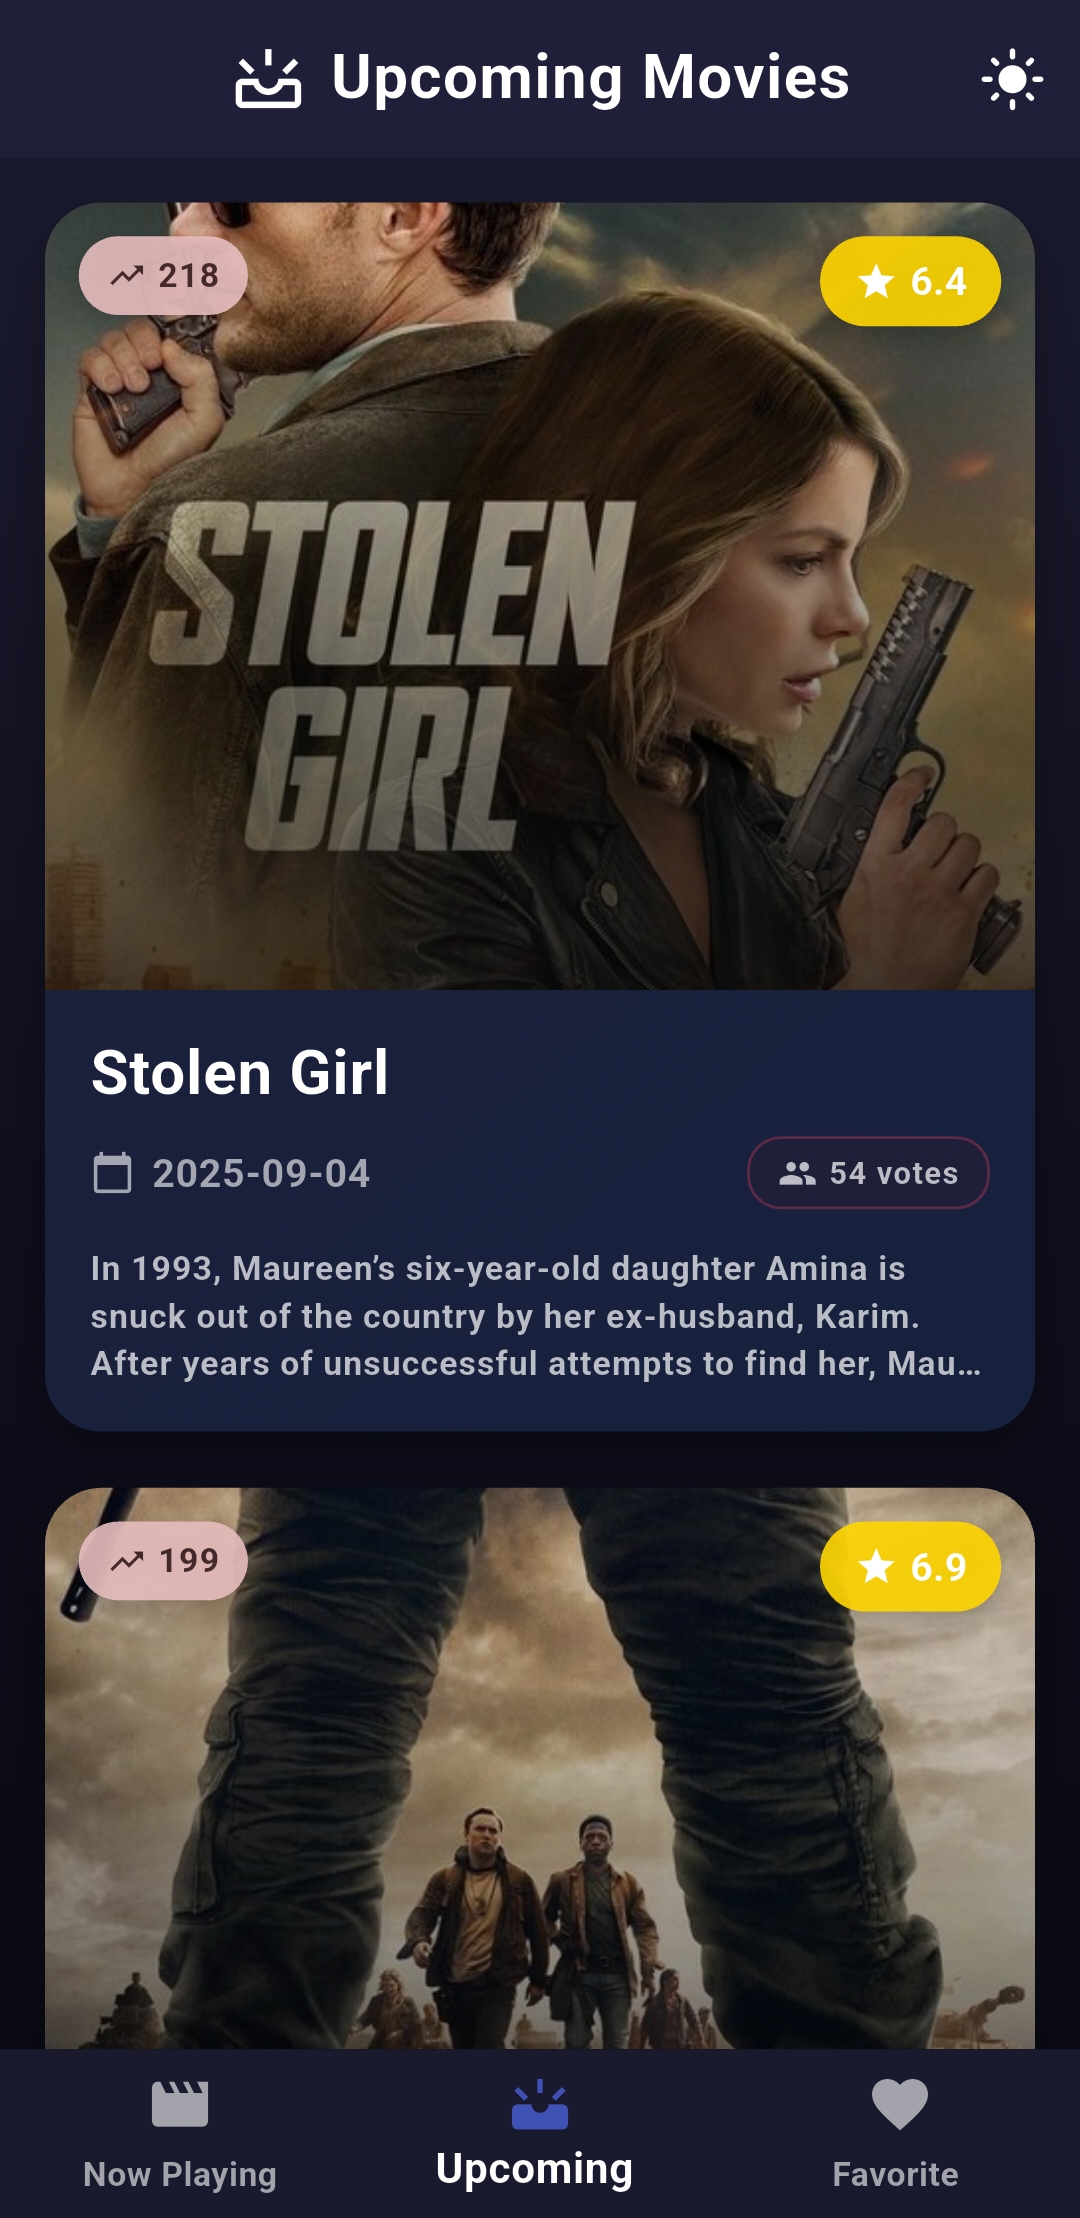 Upcoming Movies
218
6.4
STOLEN
GIRL
Stolen Girl
2025-09-04
54 votes
In 1993, Maureen’s six-year-old daughter Amina is
snuck out of the country by her ex-husband, Karim.
After years of unsuccessful attempts to find her, Mau…
199
6.9
Now Playing
Upcoming
Favorite